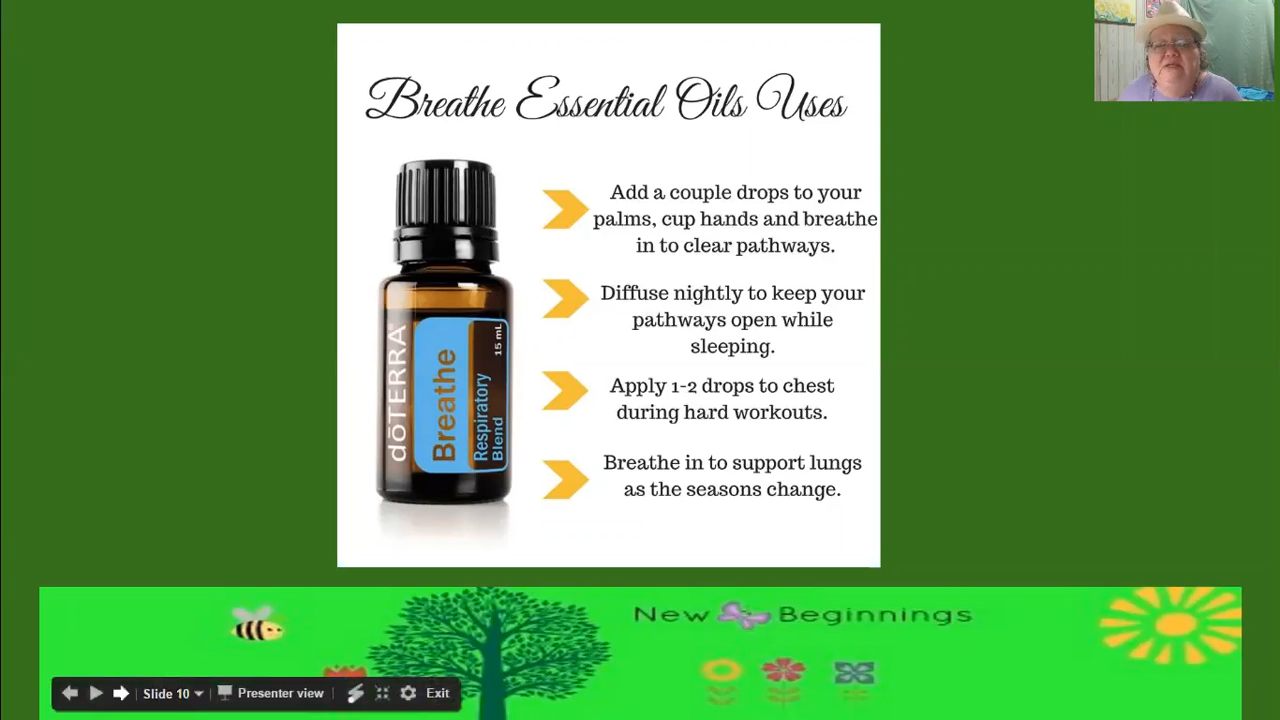 Breathe Essential Oils Uses
Add a couple drops to your
palms, cup hands and breathe
in to clear pathways.
Diffuse nightly to keep your
pathways open while
sleeping.
Apply 1-2 drops to chest
during hard workouts.
Breathe in to support lungs
as the seasons change.
dōTERRA®
Breathe
Respiratory
Blend
15 mL
New Beginnings
Slide 10
Presenter view
Exit